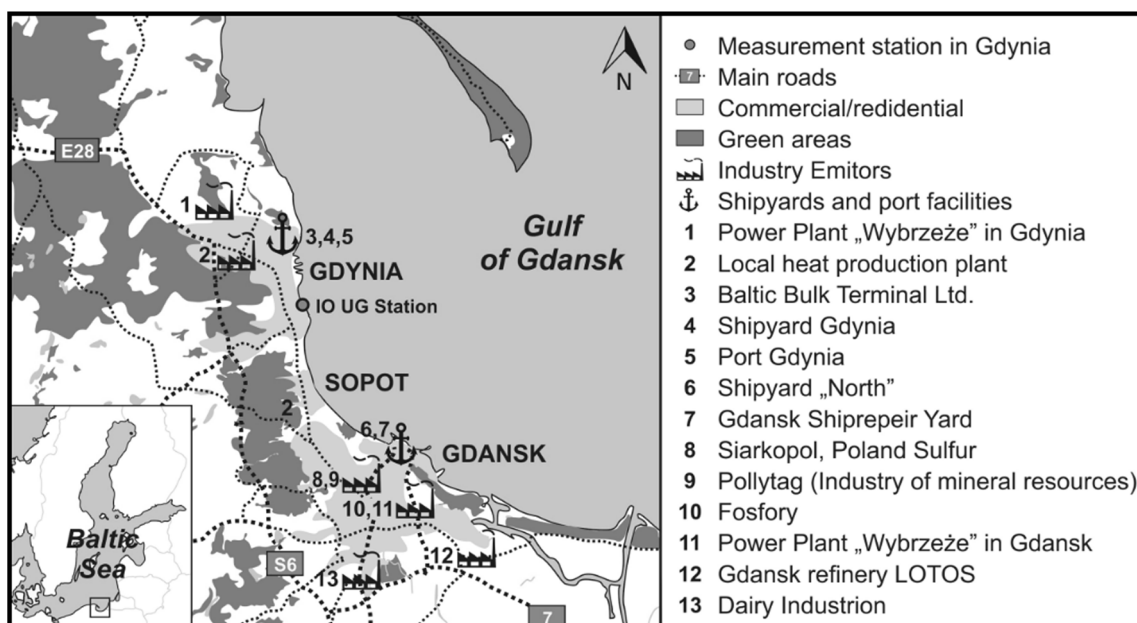 N
E28
1
3,4,5
2
GDYNIA
IO UG Station
Gulf
of Gdansk
SOPOT
2
6,7
GDANSK
8,9
10,11
12
S6
13
7
Baltic
Sea
Measurement station in Gdynia
7 Main roads
Commercial/redidential
Green areas
Industry Emitors
Shipyards and port facilities
1 Power Plant „Wybrzeże” in Gdynia
2 Local heat production plant
3 Baltic Bulk Terminal Ltd.
4 Shipyard Gdynia
5 Port Gdynia
6 Shipyard „North”
7 Gdansk Shiprepeir Yard
8 Siarkopol, Poland Sulfur
9 Pollytag (Industry of mineral resources)
10 Fosfory
11 Power Plant „Wybrzeże” in Gdansk
12 Gdansk refinery LOTOS
13 Dairy Industrion